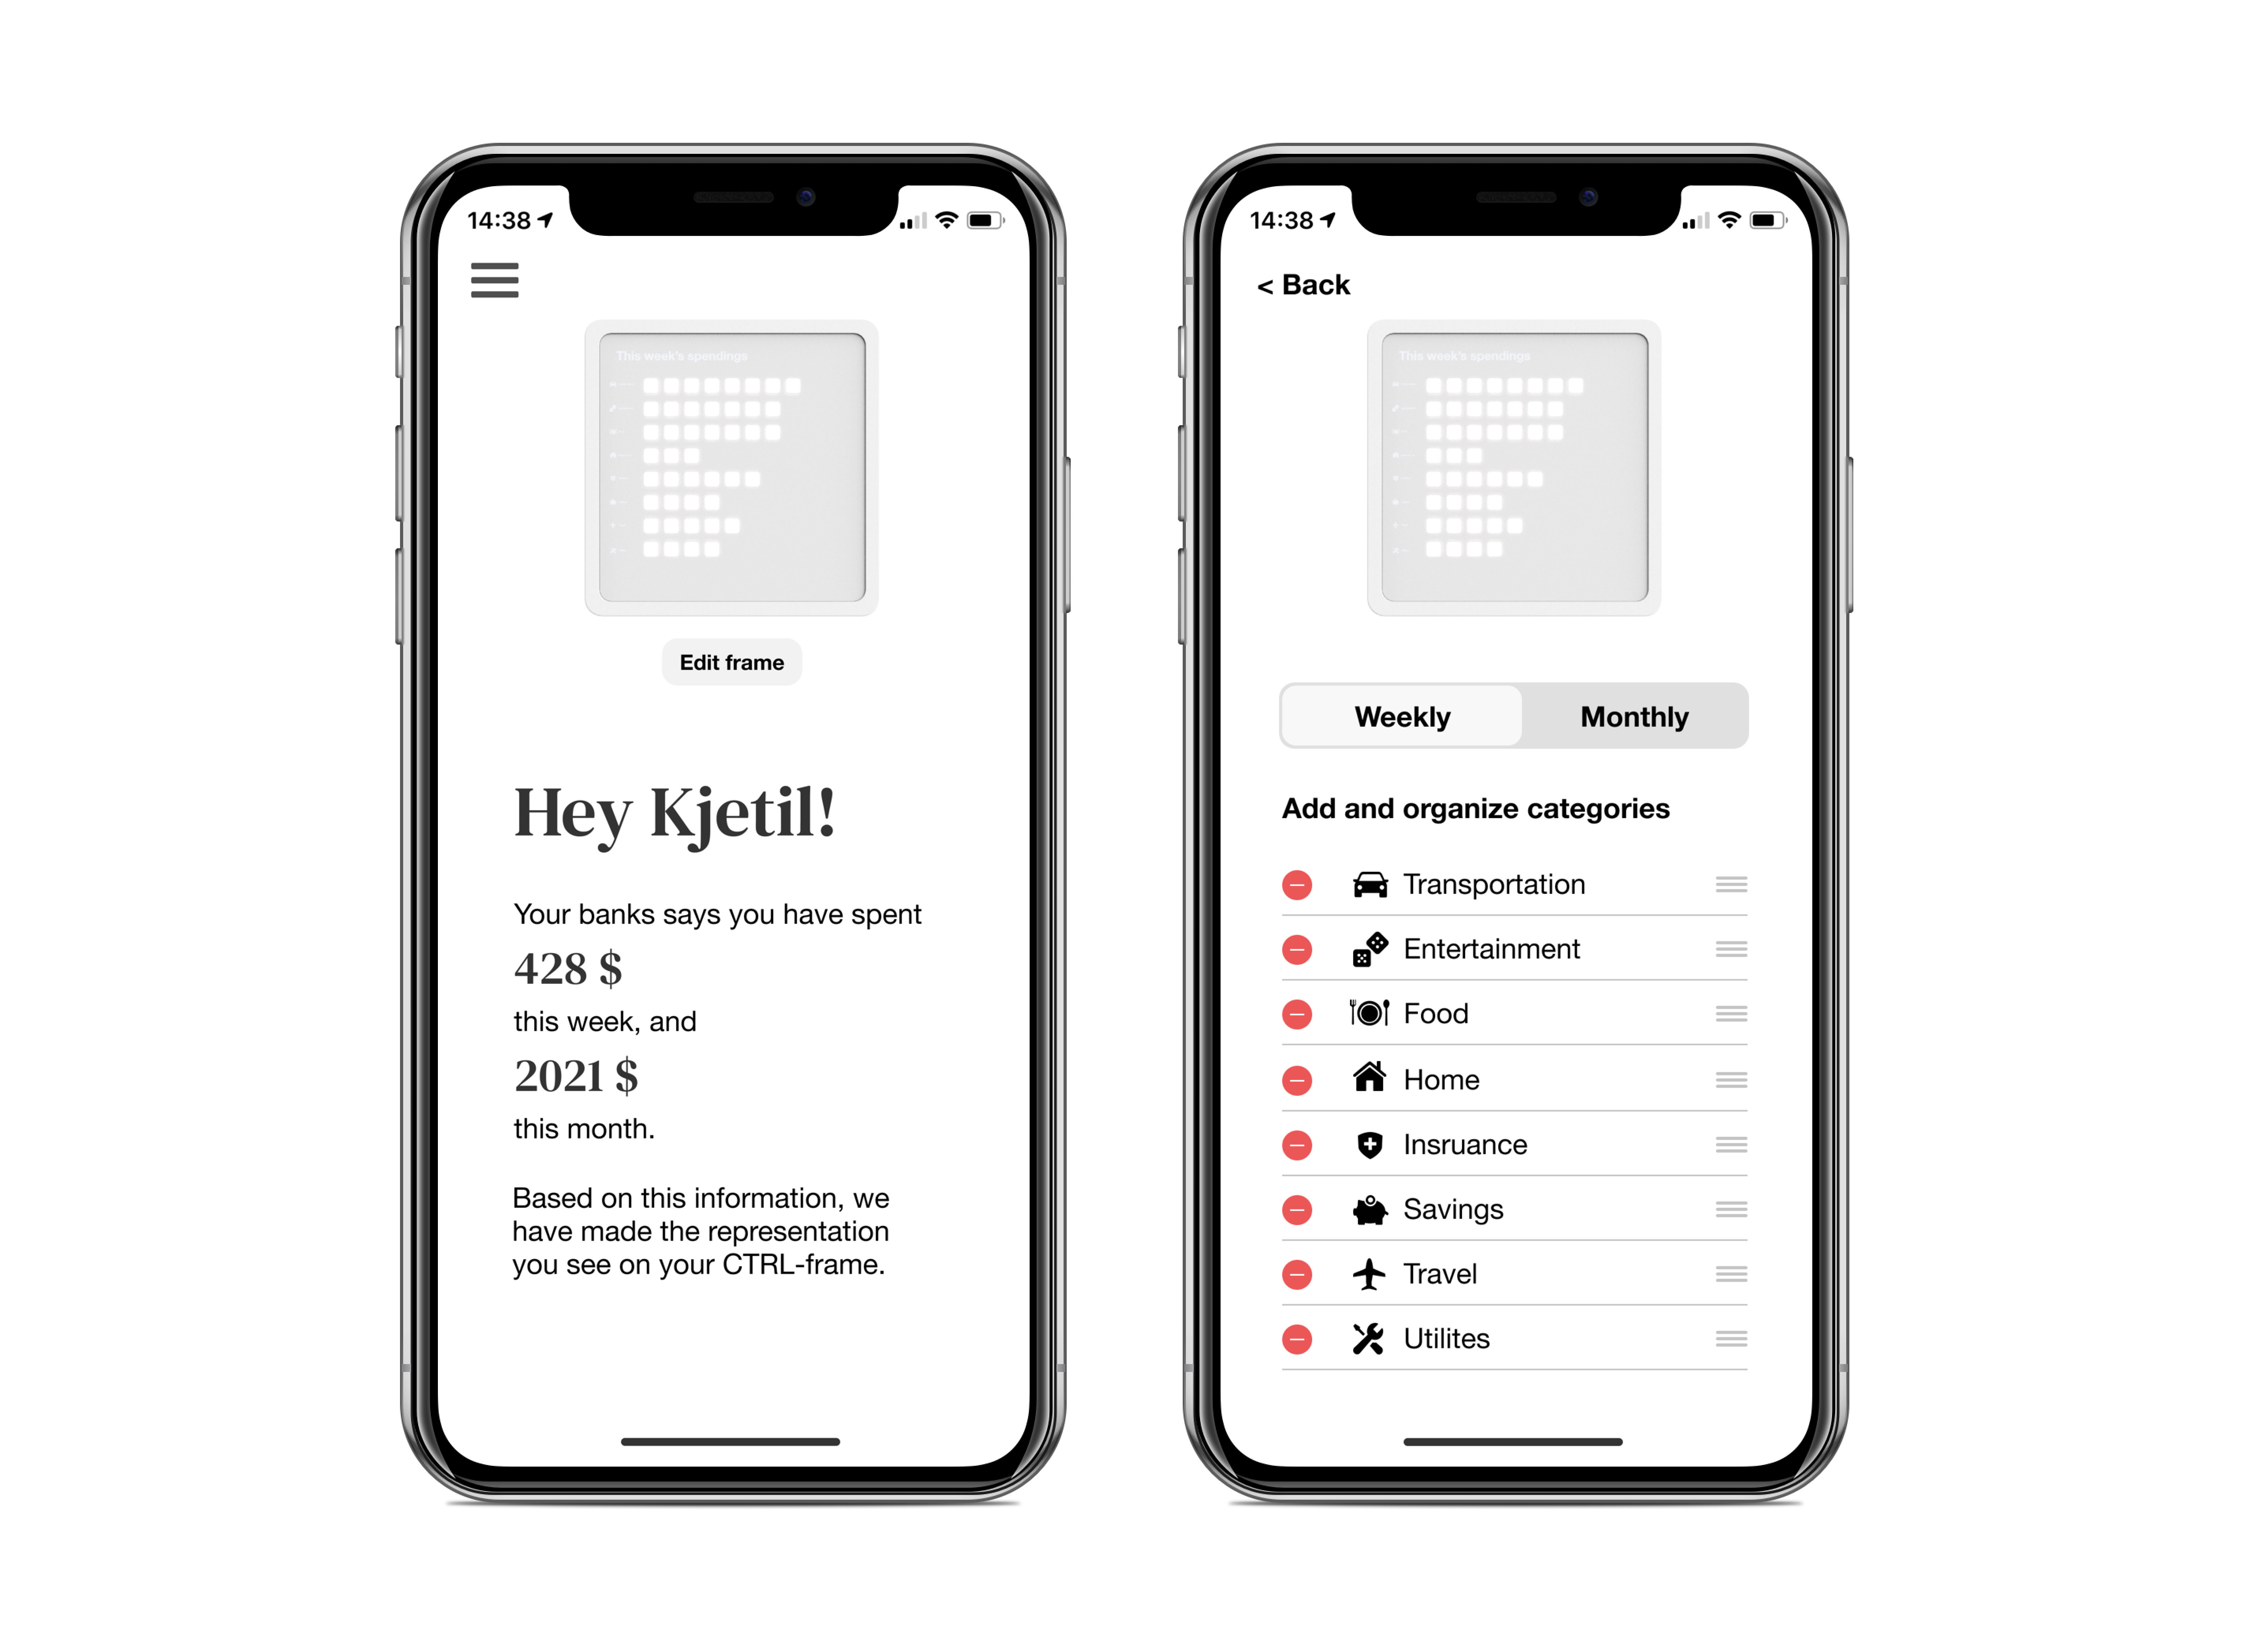 14:38
This week's spendings
Edit frame
Hey Kjetil!
Your banks says you have spent
428 $
this week, and
2021 $
this month.
Based on this information, we
have made the representation
you see on your CTRL-frame.
14:38
< Back
This week's spendings
Weekly Monthly
Add and organize categories
Transportation
Entertainment
Food
Home
Insruance
Savings
Travel
Utilites